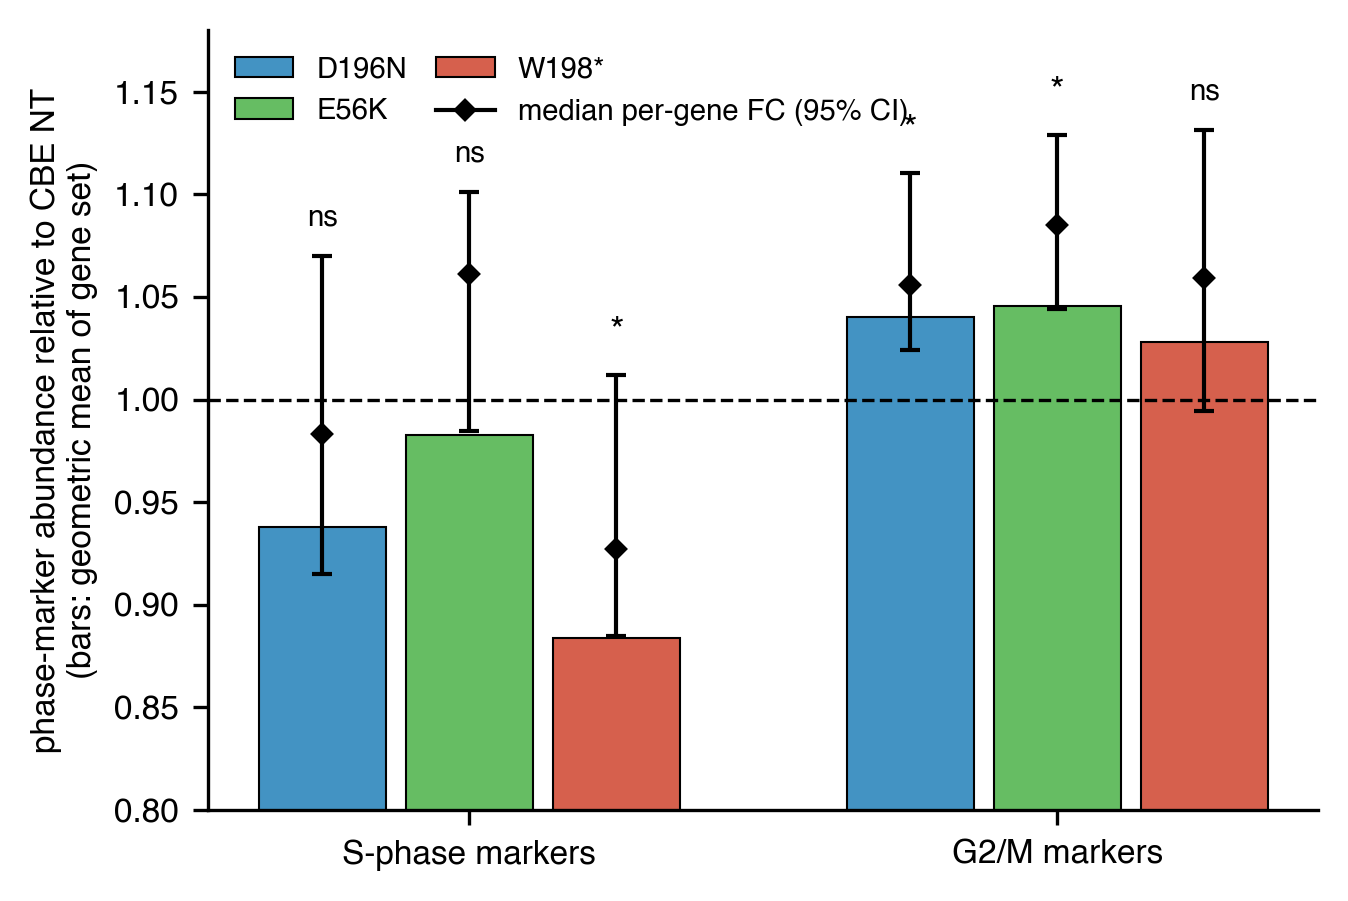 phase-marker abundance relative to CBE NT
(bars: geometric mean of gene set)
1.15
1.10
1.05
1.00
0.95
0.90
0.85
0.80
D196N
E56K
W198*
median per-gene FC (95% CI)
ns
ns
*
*
*
ns
S-phase markers
G2/M markers